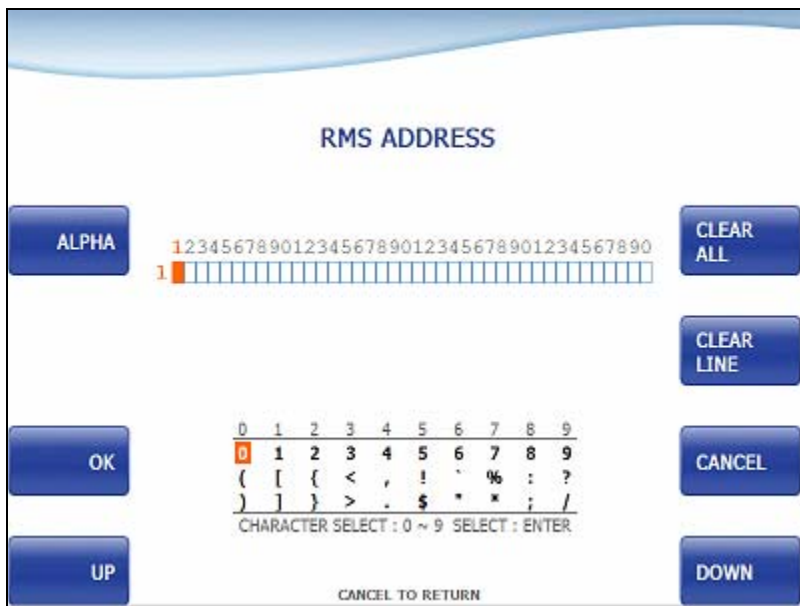 RMS ADDRESS
ALPHA
CLEAR
ALL
1234567890123456789012345678901234567890
1
CLEAR
LINE
0 1 2 3 4 5 6 7 8 9
0 1 2 3 4 5 6 7 8 9
( [ { < , ! ` % : ?
) ] } > . $ " * ; /
CHARACTER SELECT : 0 ~ 9 SELECT : ENTER
OK
CANCEL
UP
DOWN
CANCEL TO RETURN